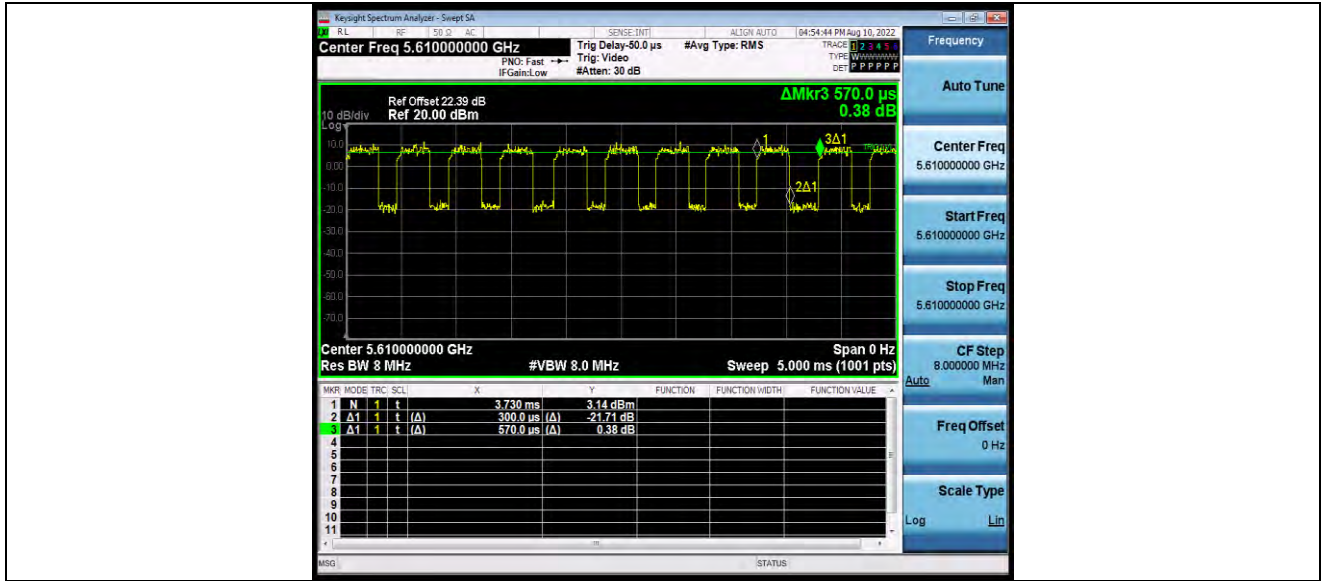 Keysight Spectrum Analyzer - Swept SA
RL RF 50 Ω AC SENSE:INT ALIGN AUTO 04:54:44 PM Aug 10, 2022
Center Freq 5.610000000 GHz
PNO: Fast
IFGain:Low
Trig Delay-50.0 µs
Trig: Video
#Atten: 30 dB
#Avg Type: RMS
TRACE 1 2 3 4 5 6
TYPE
DET P P P P P P
ΔMkr3 570.0 µs
0.38 dB
Ref Offset 22.39 dB
10 dB/div Ref 20.00 dBm
Log
10.0
0.00
-10.0
-20.0
-30.0
-40.0
-50.0
-60.0
-70.0
1
3Δ1
2Δ1
Center 5.610000000 GHz Span 0 Hz
Res BW 8 MHz #VBW 8.0 MHz Sweep 5.000 ms (1001 pts)
MKR MODE TRC SCL X Y FUNCTION FUNCTION WIDTH FUNCTION VALUE
1 N 1 t 3.730 ms 3.14 dBm
2 Δ1 1 t (Δ) 300.0 µs (Δ) -21.71 dB
3 Δ1 1 t (Δ) 570.0 µs (Δ) 0.38 dB
4
5
6
7
8
9
10
11
MSG STATUS
Frequency
Auto Tune
Center Freq
5.610000000 GHz
Start Freq
5.610000000 GHz
Stop Freq
5.610000000 GHz
CF Step
8.000000 MHz
Auto Man
Freq Offset
0 Hz
Scale Type
Log Lin